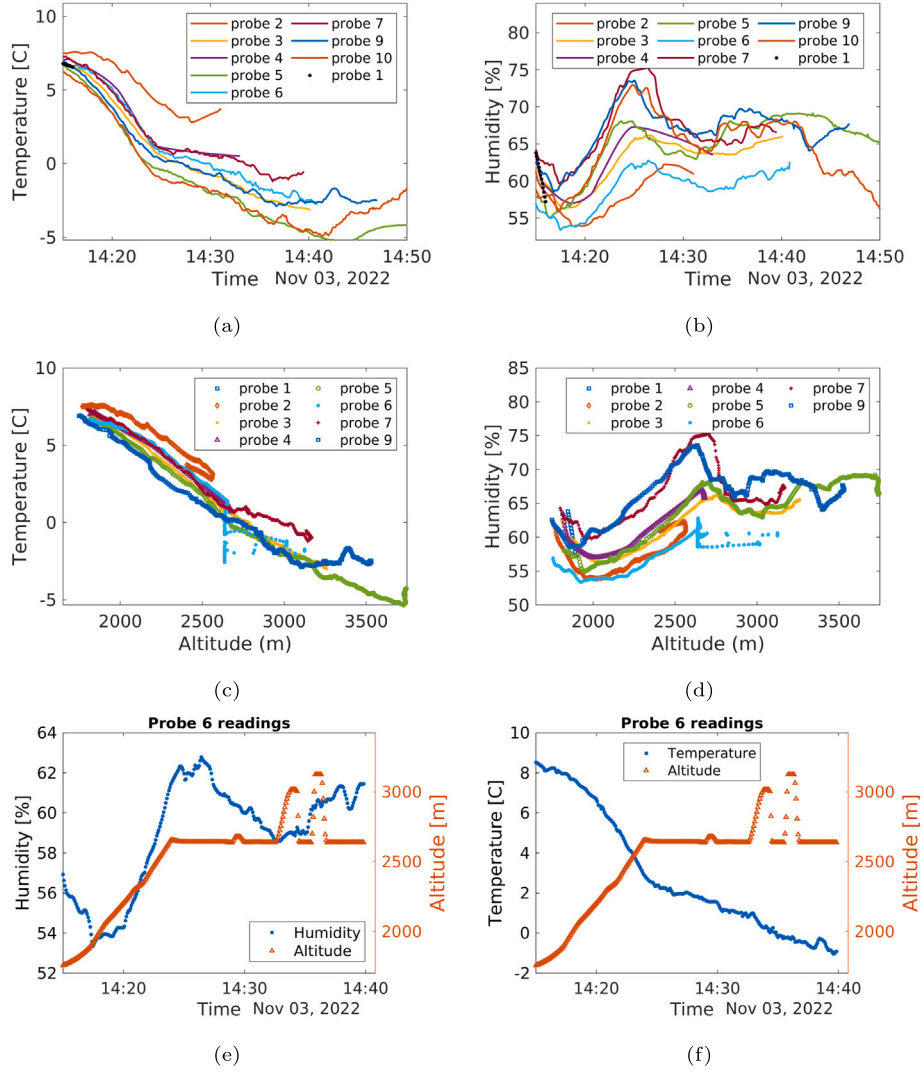 10
5
0
-5
Temperature [C]
probe 2
probe 3
probe 4
probe 5
probe 6
probe 7
probe 9
probe 10
probe 1
14:20
14:30
14:40
14:50
Time
Nov 03, 2022
(a)
80
75
70
65
60
55
Humidity [%]
probe 2
probe 3
probe 4
probe 5
probe 6
probe 7
probe 9
probe 10
probe 1
14:20
14:30
14:40
14:50
Time
Nov 03, 2022
(b)
10
5
0
-5
Temperature [C]
probe 1
probe 2
probe 3
probe 4
probe 5
probe 6
probe 7
probe 9
2000
2500
3000
3500
Altitude (m)
(c)
85
80
75
70
65
60
55
50
Humidity [%]
probe 1
probe 2
probe 3
probe 4
probe 5
probe 6
probe 7
probe 9
2000
2500
3000
3500
Altitude (m)
(d)
Probe 6 readings
64
62
60
58
56
54
52
Humidity [%]
3000
2500
2000
Altitude [m]
Humidity
Altitude
14:20
14:30
14:40
Time
Nov 03, 2022
(e)
Probe 6 readings
10
8
6
4
2
0
-2
Temperature [C]
3000
2500
2000
Altitude [m]
Temperature
Altitude
14:20
14:30
14:40
Time
Nov 03, 2022
(f)